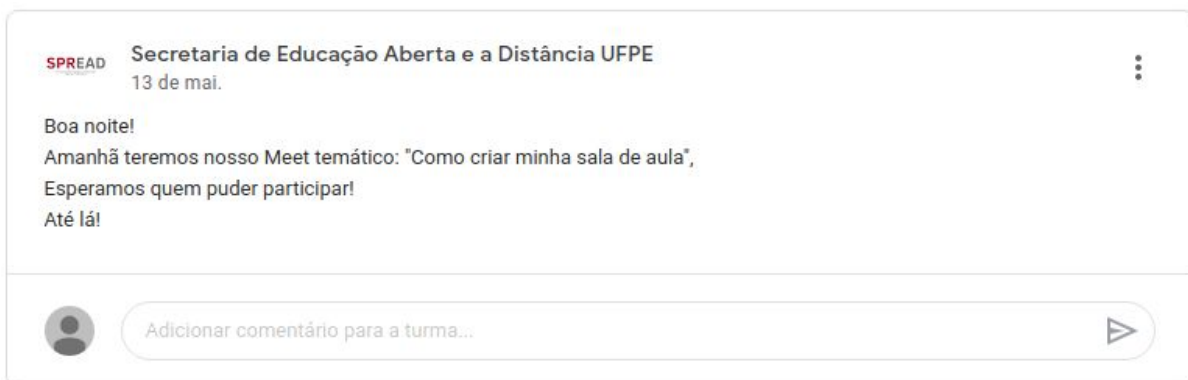 SPREAD
Secretaria de Educação Aberta e a Distância UFPE
13 de mai.
Boa noite!
Amanhã teremos nosso Meet temático: "Como criar minha sala de aula",
Esperamos quem puder participar!
Até lá!
Adicionar comentário para a turma...